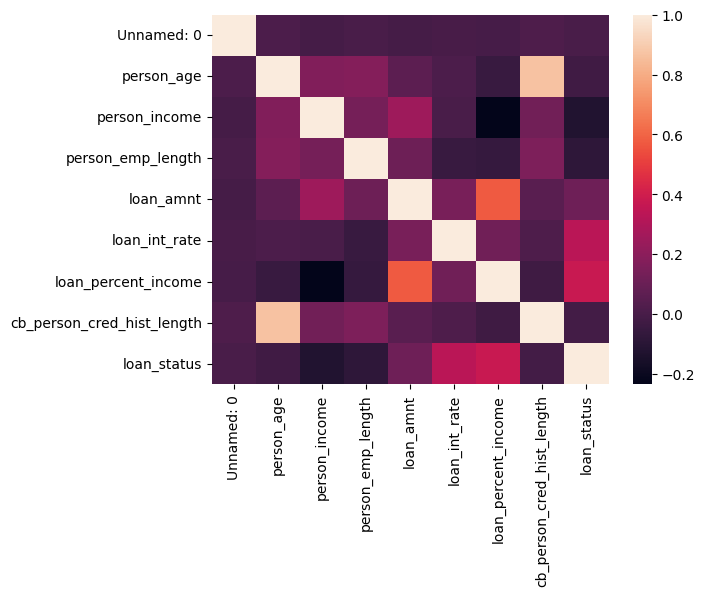 Unnamed: 0
person_age
person_income
person_emp_length
loan_amnt
loan_int_rate
loan_percent_income
cb_person_cred_hist_length
loan_status
Unnamed: 0
person_age
person_income
person_emp_length
loan_amnt
loan_int_rate
loan_percent_income
cb_person_cred_hist_length
loan_status
1.0
0.8
0.6
0.4
0.2
0.0
−0.2